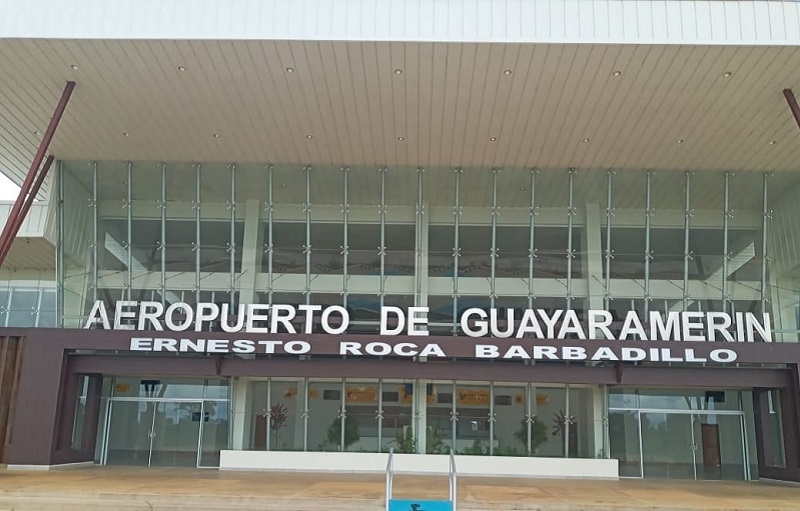 AEROPUERTO DE GUAYARAMERIN
ERNESTO ROCA BARBADILLO